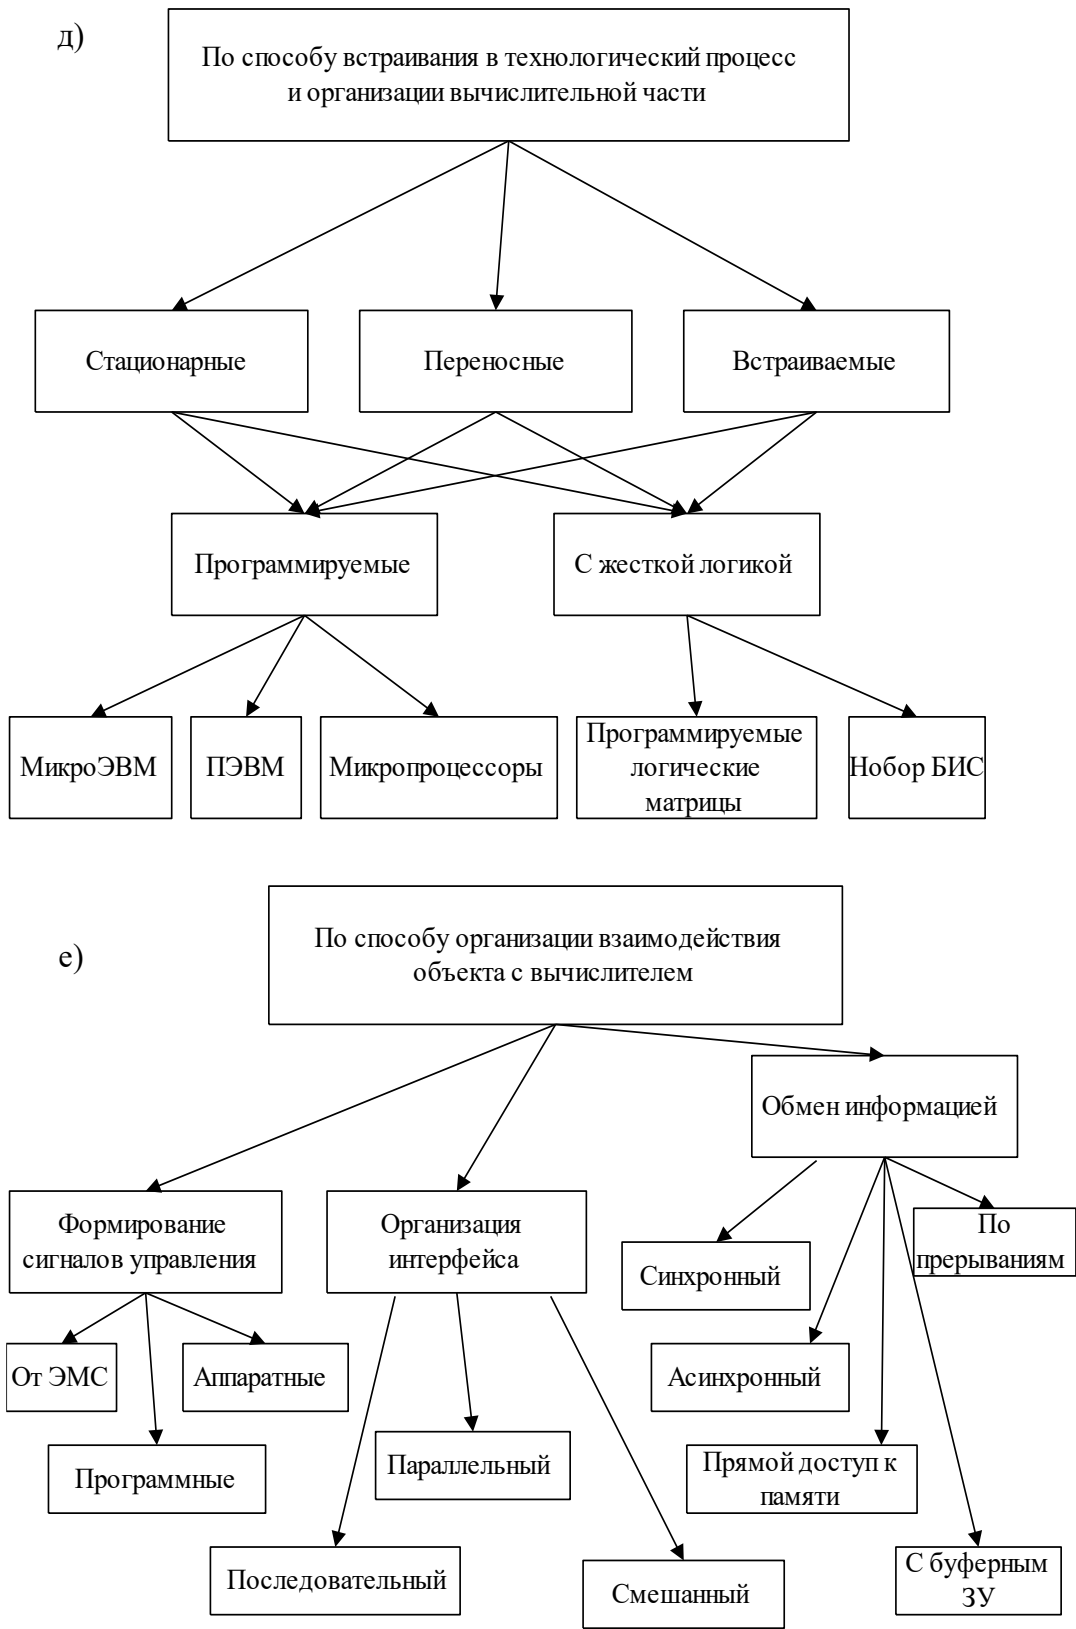 д)
По способу встраивания в технологический процесс
и организации вычислительной части
Стационарные
Переносные
Встраиваемые
Программируемые
С жесткой логикой
МикроЭВМ
ПЭВМ
Микропроцессоры
Программируемые
логические
матрицы
Нобор БИС
е)
По способу организации взаимодействия
объекта с вычислителем
Обмен информацией
Формирование
сигналов управления
Организация
интерфейса
По
прерываниям
Синхронный
От ЭМС
Аппаратные
Асинхронный
Программные
Параллельный
Прямой доступ к
памяти
Последовательный
Смешанный
С буферным
ЗУ